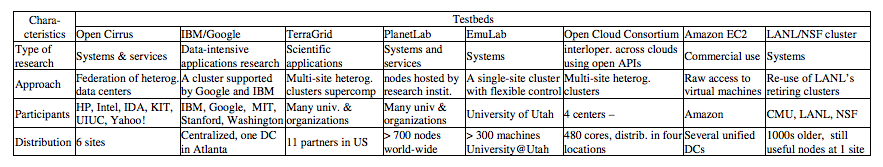 Chara-
cteristics
Testbeds
Open Cirrus IBM/Google TerraGrid PlanetLab EmuLab Open Cloud Consortium Amazon EC2 LANL/NSF cluster
Type of
research
Systems & services
Data-intensive
applications research
Scientific
applications
Systems and
services
Systems
interloper. across clouds
using open APIs
Commercial use
Systems
Approach
Federation of heterog.
data centers
A cluster supported
by Google and IBM
Multi-site heterog.
clusters supercomp
nodes hosted by
research instit.
A single-site cluster
with flexible control
Multi-site heterog.
clusters
Raw access to
virtual machines
Re-use of LANL's
retiring clusters
Participants
HP, Intel, IDA, KIT,
UIUC, Yahoo!
IBM, Google, MIT,
Stanford, Washington
Many univ. &
organizations
Many univ &
organizations
University of Utah
4 centers –
Amazon
CMU, LANL, NSF
Distribution
6 sites
Centralized, one DC
in Atlanta
11 partners in US
> 700 nodes
world-wide
> 300 machines
University@Utah
480 cores, distrib. in four
locations
Several unified
DCs
1000s older, still
useful nodes at 1 site